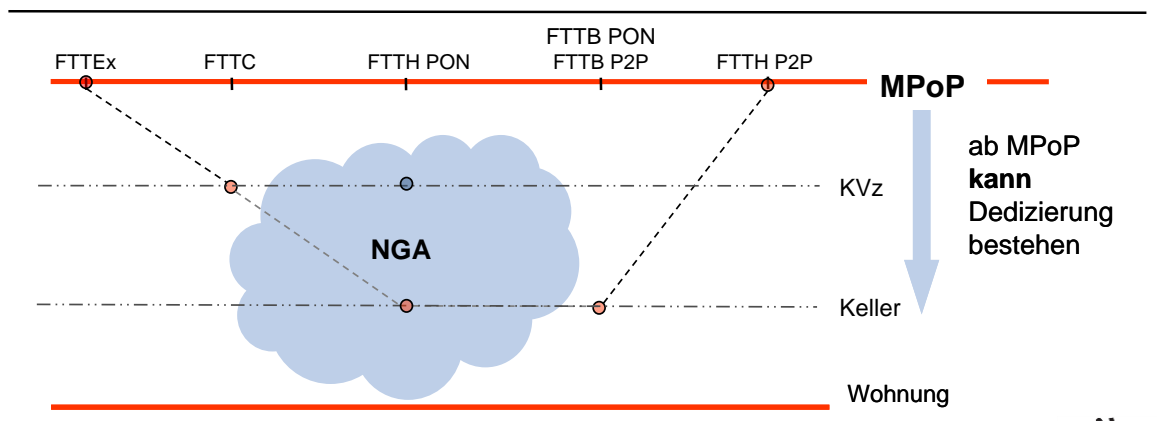 FTTB PON
FTTEx FTTC FTTH PON FTTB P2P FTTH P2P
MPoP
ab MPoP
kann
Dedizierung
bestehen
KVz
NGA
Keller
Wohnung